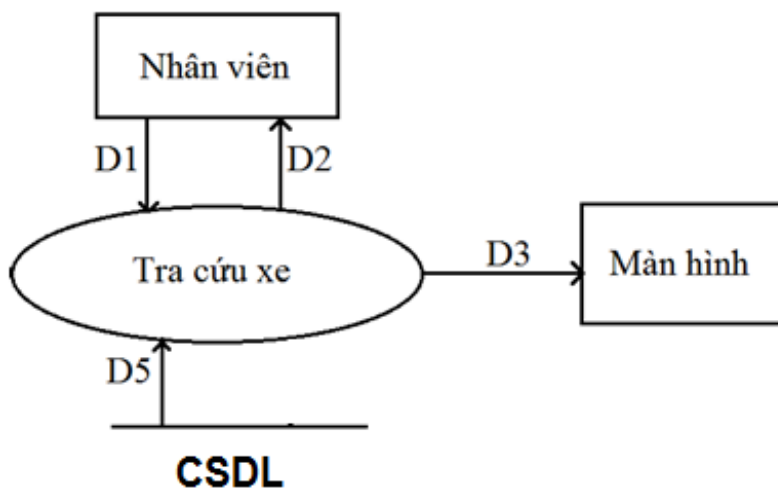 Nhân viên
D1
D2
Tra cứu xe
D3
Màn hình
D5
CSDL